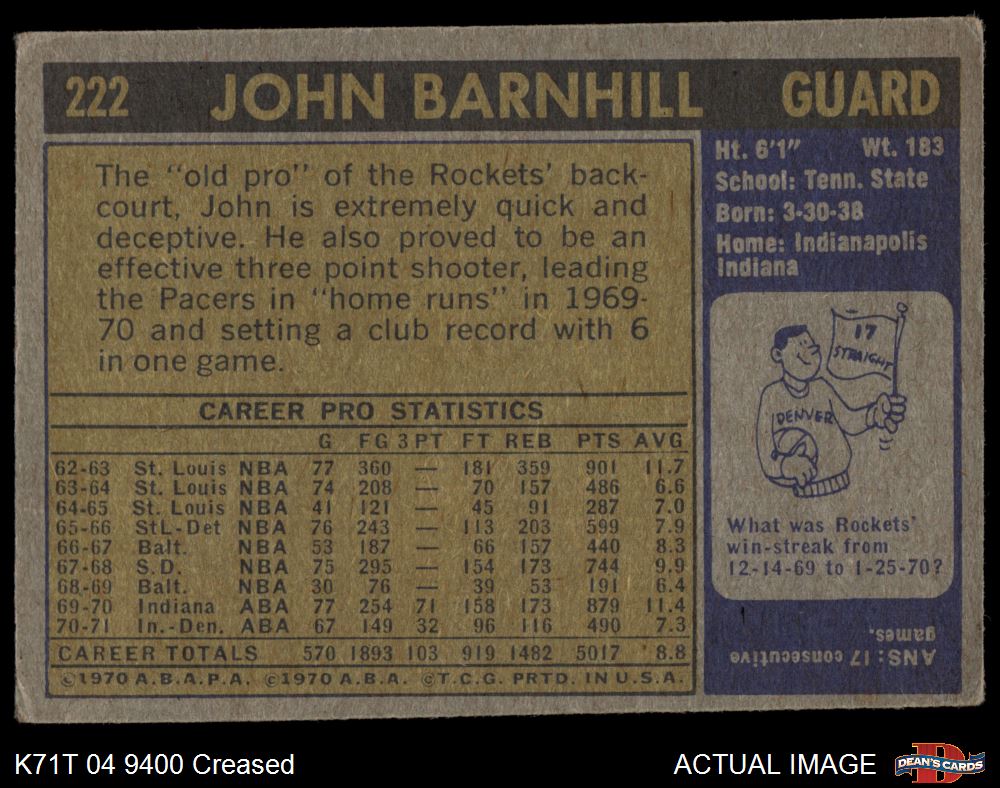 222 JOHN BARNHILL GUARD
The "old pro" of the Rockets' back-
court, John is extremely quick and
deceptive. He also proved to be an
effective three point shooter, leading
the Pacers in "home runs" in 1969-
70 and setting a club record with 6
in one game.
CAREER PRO STATISTICS
G FG 3PT FT REB PTS AVG
62-63 St. Louis NBA 77 360 — 181 359 901 11.7
63-64 St. Louis NBA 74 208 — 70 157 486 6.6
64-65 St. Louis NBA 41 121 — 45 91 287 7.0
65-66 StL-Det NBA 76 243 — 113 203 599 7.9
66-67 Balt. NBA 53 187 — 66 157 440 8.3
67-68 S.D. NBA 75 295 — 154 173 744 9.9
68-69 Balt. NBA 30 76 — 39 53 191 6.4
69-70 Indiana ABA 77 254 71 158 173 879 11.4
70-71 In.-Den. ABA 67 149 32 96 116 490 7.3
CAREER TOTALS 570 1893 103 919 1482 5017 8.8
©1970 A.B.A.P.A. ©1970 A.B.A. ©T.C.G. PRTD. IN U.S.A.
Ht. 6'1" Wt. 183
School: Tenn. State
Born: 3-30-38
Home: Indianapolis
Indiana
17
STRAIGHT
DENVER
What was Rockets'
win-streak from
12-14-69 to 1-25-70?
ANS: 17 consecutive
games.
K71T 04 9400 Creased
ACTUAL IMAGE
DEAN'S CARDS